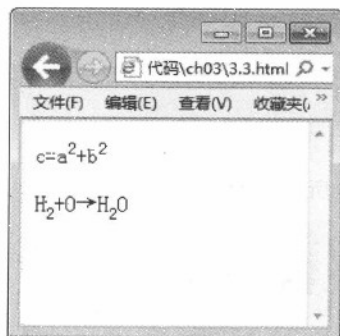 代码\ch03\3.3.html
文件(F) 编辑(E) 查看(V) 收藏夹(
c=a²+b²
H₂+O→H₂O